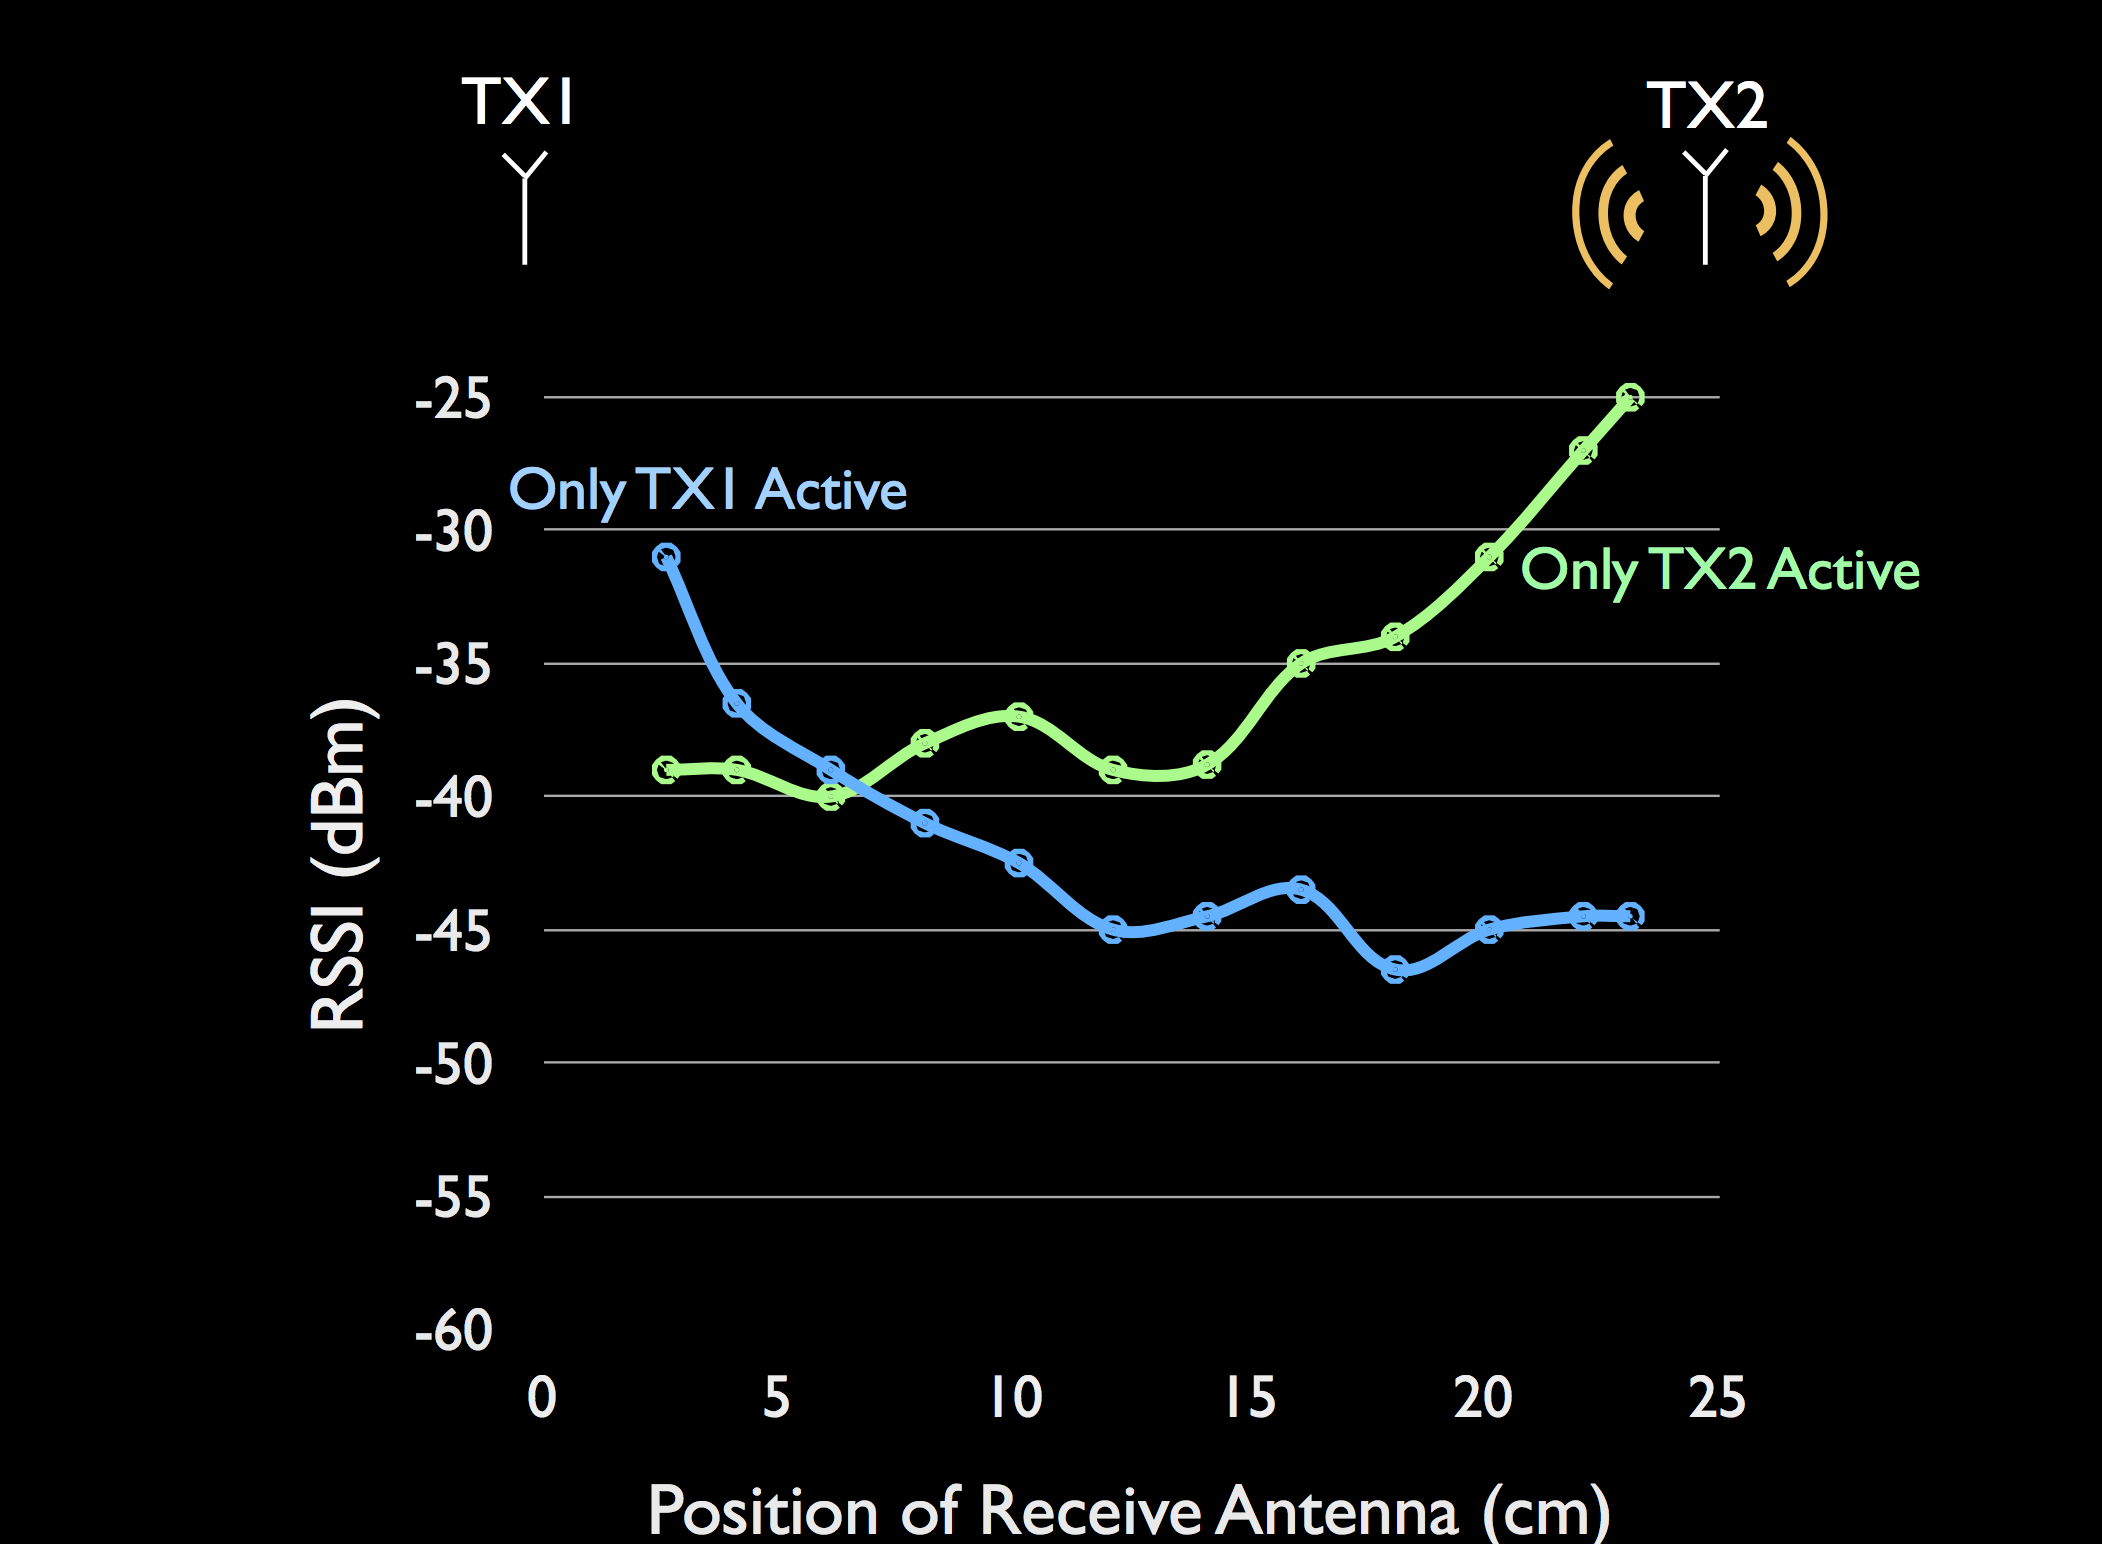 TX1
TX2
-25
Only TX1 Active
-30
Only TX2 Active
-35
-40
-45
-50
-55
-60
RSSI (dBm)
0 5 10 15 20 25
Position of Receive Antenna (cm)